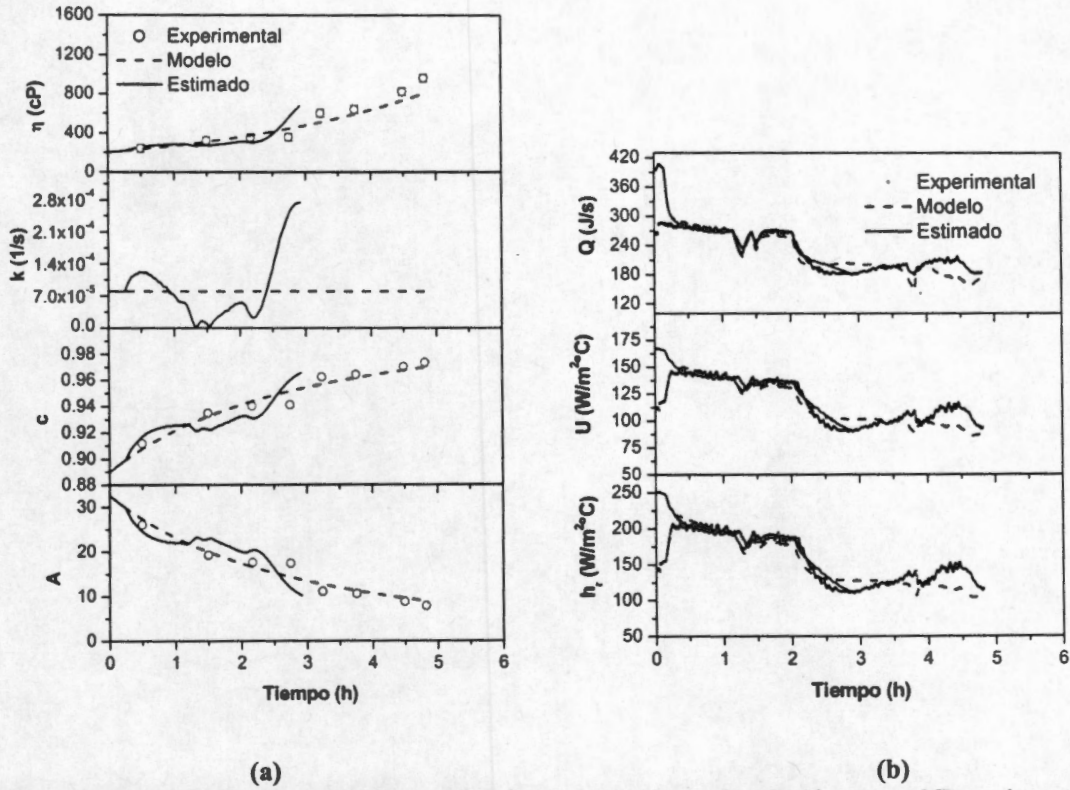 1600
1200
800
400
0
η (cP)
Experimental
Modelo
Estimado
2.8x10⁻⁴
2.1x10⁻⁴
1.4x10⁻⁴
7.0x10⁻⁵
0.0
k (1/s)
0.98
0.96
0.94
0.92
0.90
0.88
c
30
20
10
0
A
0 1 2 3 4 5 6
Tiempo (h)
(a)
420
360
300
240
180
120
Q (J/s)
Experimental
Modelo
Estimado
175
150
125
100
75
50
U (W/m²°C)
250
200
150
100
50
hᵣ (W/m²°C)
0 1 2 3 4 5 6
Tiempo (h)
(b)